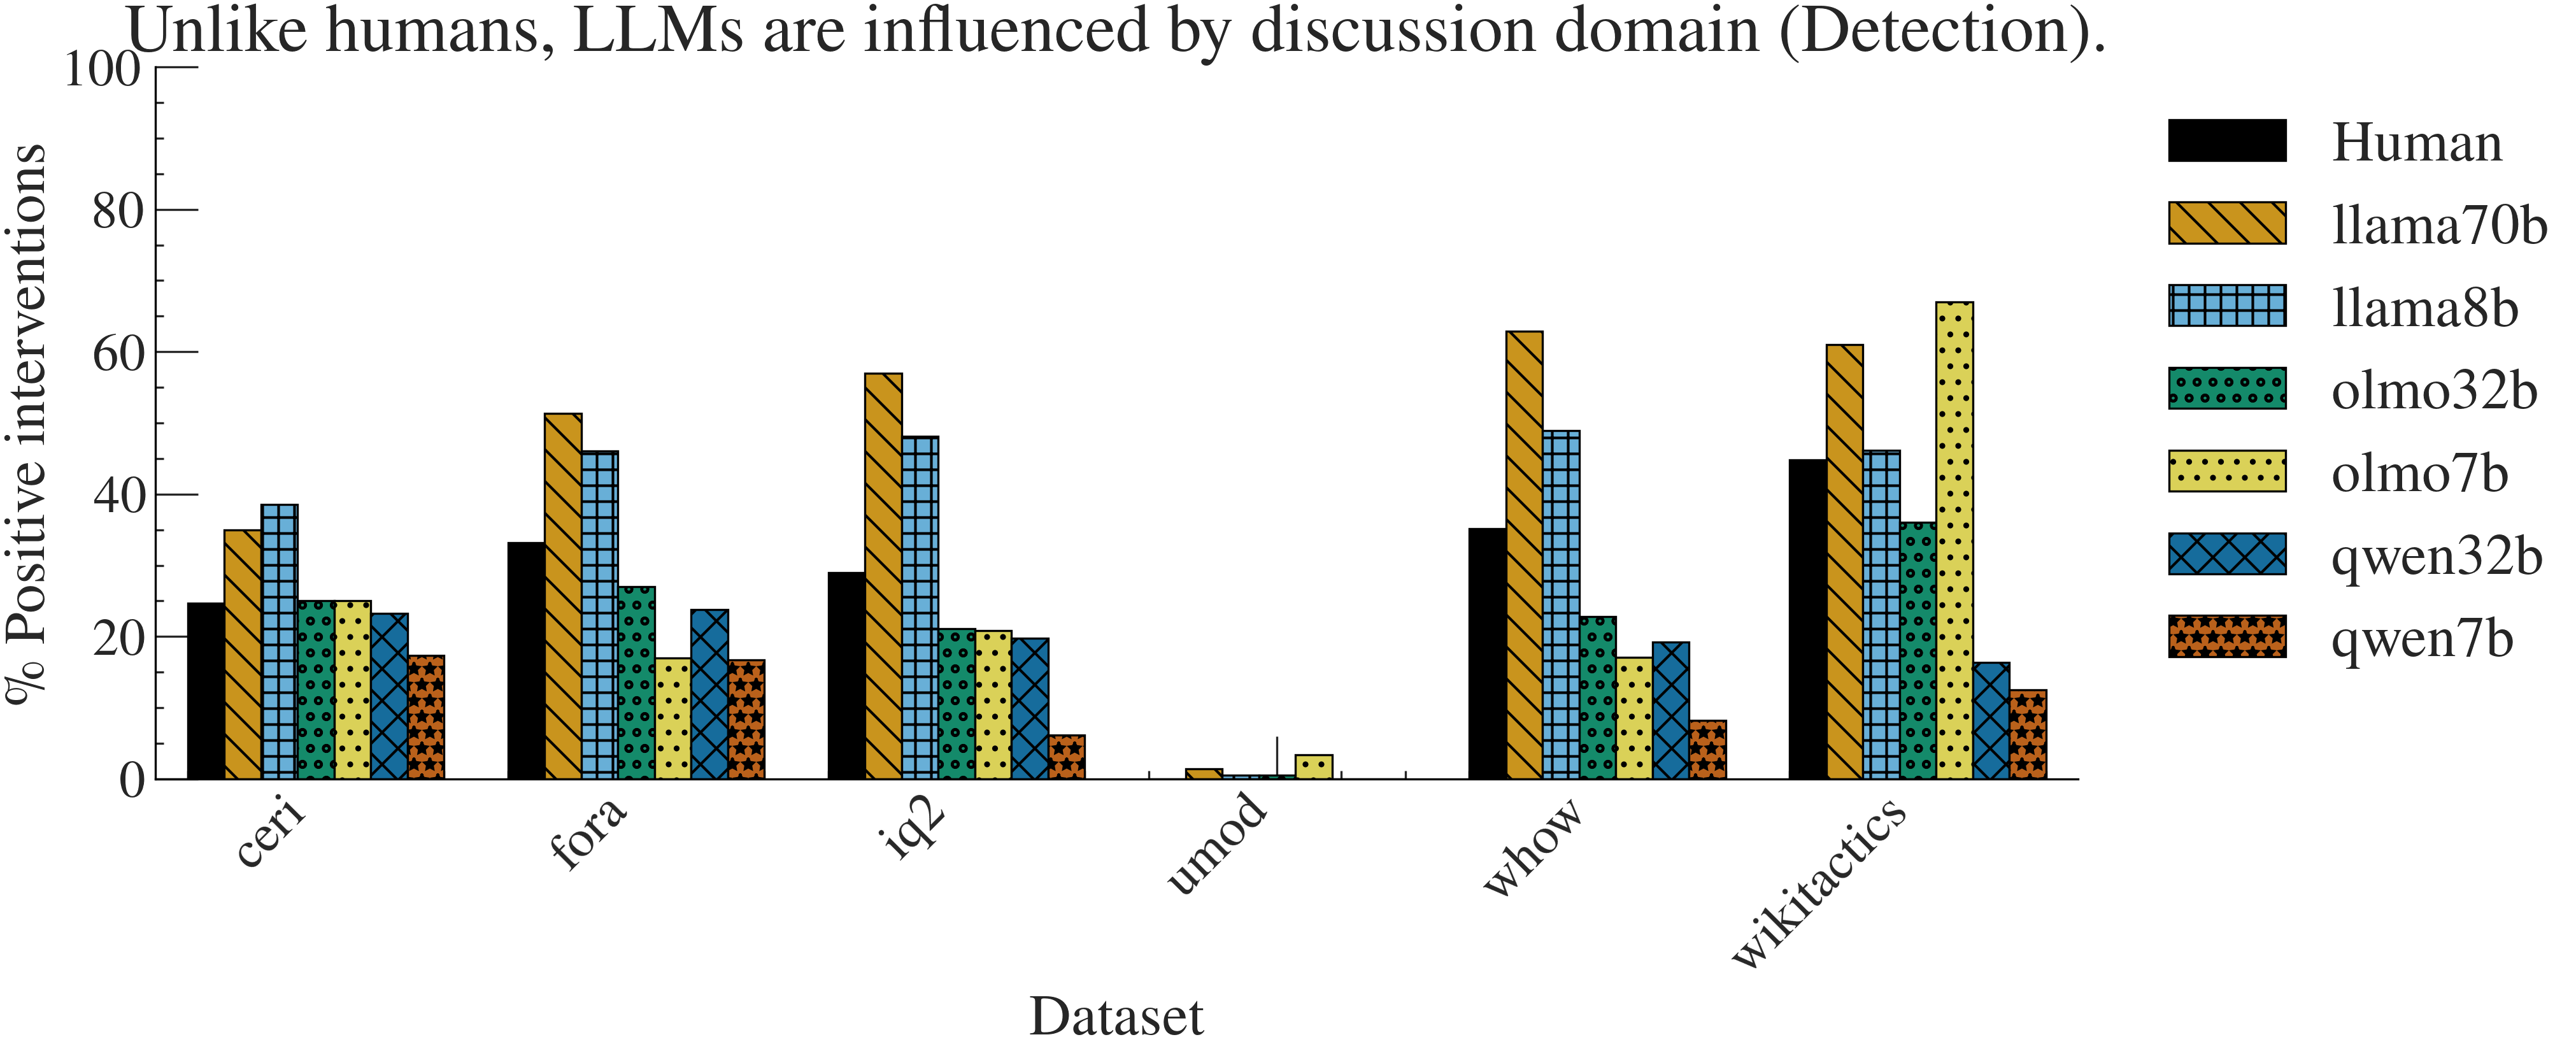 Unlike humans, LLMs are influenced by discussion domain (Detection).
% Positive interventions
100
80
60
40
20
0
ceri
fora
iq2
umod
whow
wikitactics
Dataset
Human
llama70b
llama8b
olmo32b
olmo7b
qwen32b
qwen7b